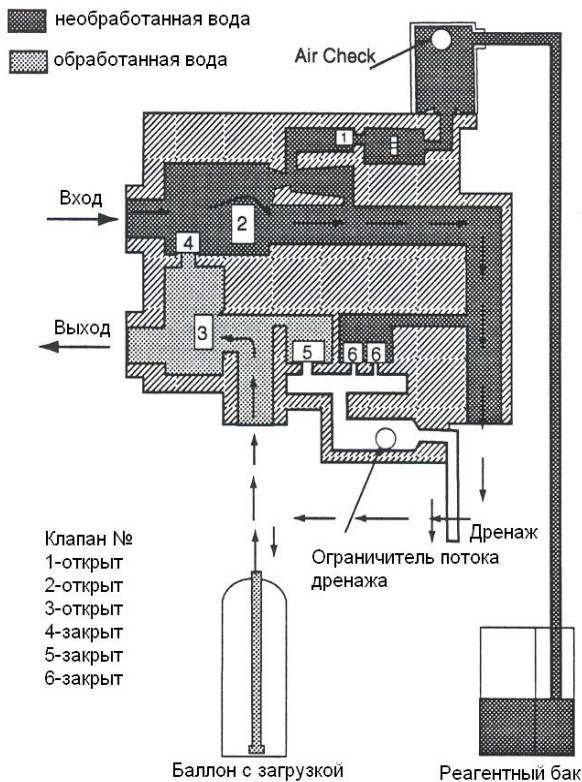 необработанная вода
обработанная вода
Air Check
1
Вход
2
4
Выход
3
5
6
6
Дренаж
Ограничитель потока
дренажа
Клапан №
1-открыт
2-открыт
3-открыт
4-закрыт
5-закрыт
6-закрыт
Баллон с загрузкой
Реагентный бак